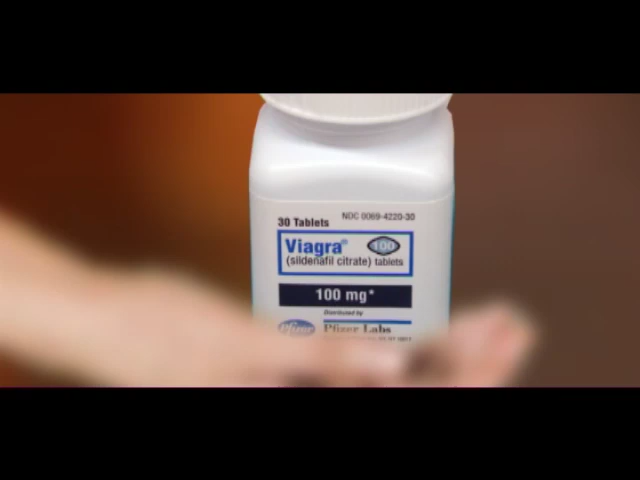 30 Tablets NDC 0069-4220-30
Viagra® 100
(sildenafil citrate) tablets
100 mg*
Distributed by
Pfizer Pfizer Labs